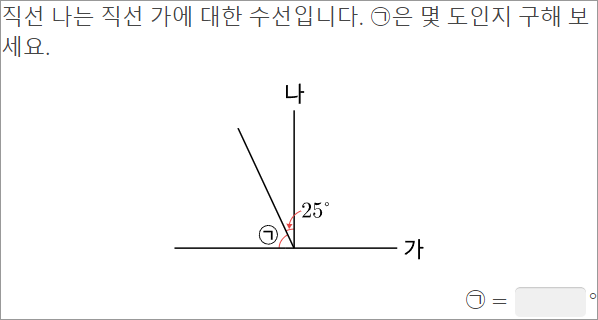 직선 나는 직선 가에 대한 수선입니다. ㉠은 몇 도인지 구해 보
세요.
나
25°
㉠
가
㉠ = °